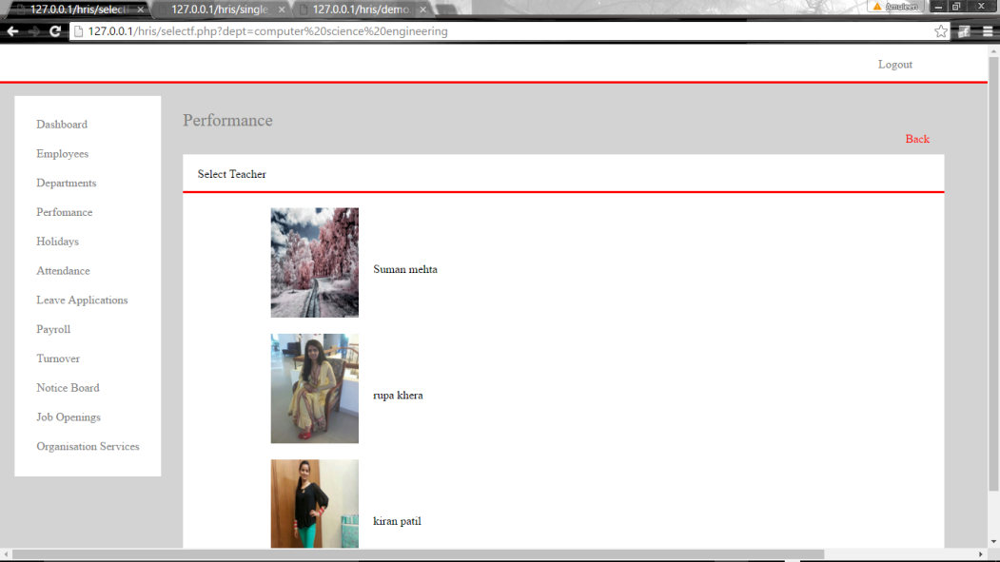 127.0.0.1/hris/select
127.0.0.1/hris/single
127.0.0.1/hris/demo.
Amuleen
127.0.0.1/hris/selectf.php?dept=computer%20science%20engineering
Logout
Dashboard
Employees
Departments
Perfomance
Holidays
Attendance
Leave Applications
Payroll
Turnover
Notice Board
Job Openings
Organisation Services
Performance
Back
Select Teacher
Suman mehta
rupa khera
kiran patil